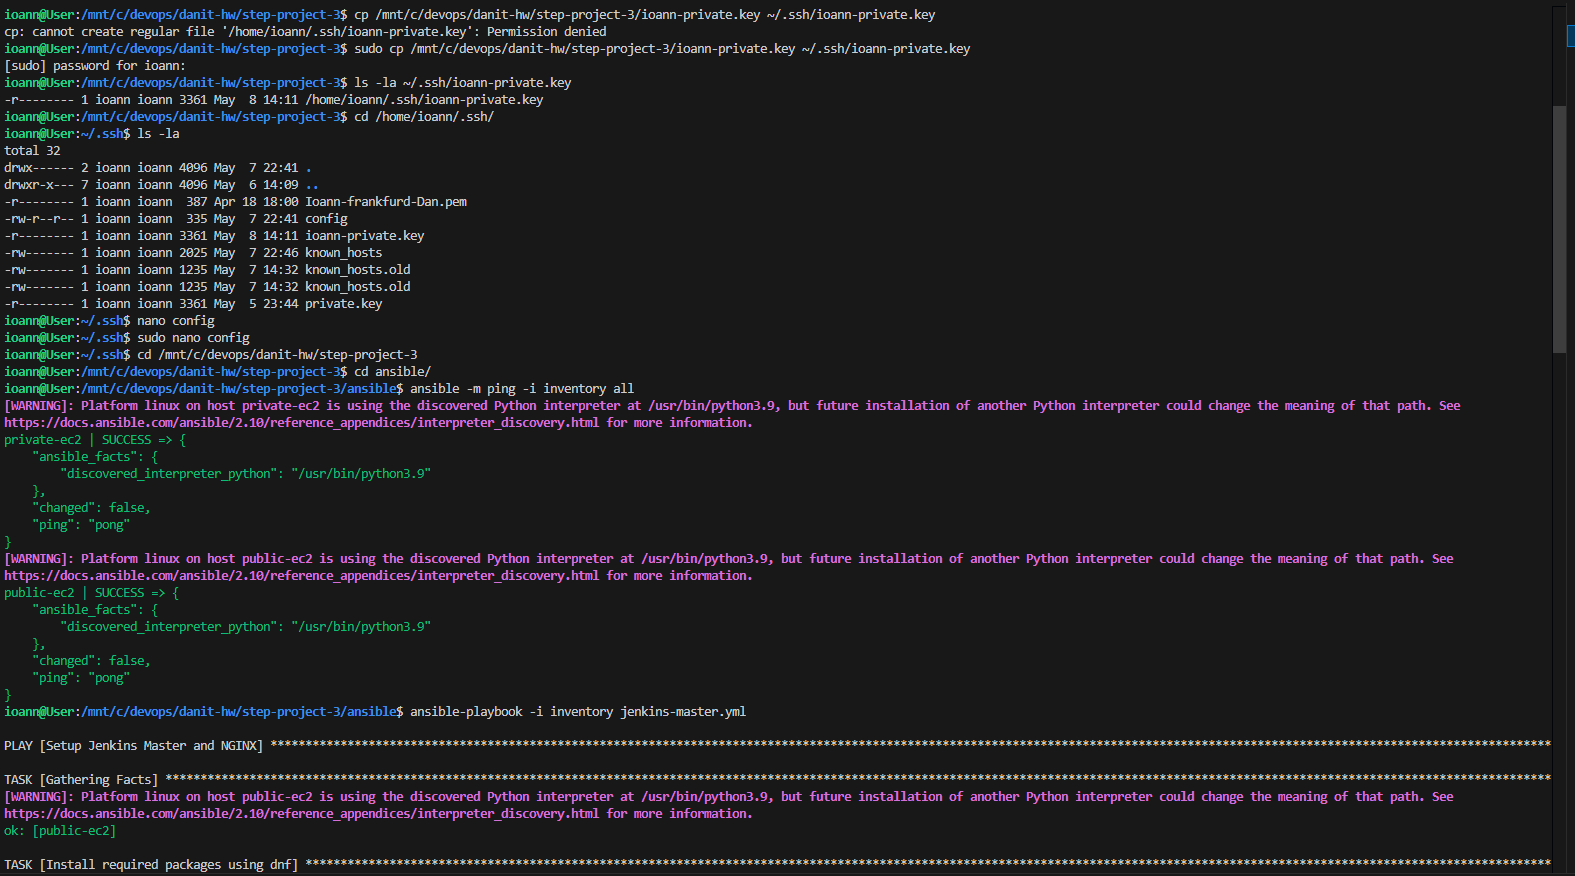 ioann@User:/mnt/c/devops/danit-hw/step-project-3$ cp /mnt/c/devops/danit-hw/step-project-3/ioann-private.key ~/.ssh/ioann-private.key
cp: cannot create regular file '/home/ioann/.ssh/ioann-private.key': Permission denied
ioann@User:/mnt/c/devops/danit-hw/step-project-3$ sudo cp /mnt/c/devops/danit-hw/step-project-3/ioann-private.key ~/.ssh/ioann-private.key
[sudo] password for ioann:
ioann@User:/mnt/c/devops/danit-hw/step-project-3$ ls -la ~/.ssh/ioann-private.key
-r-------- 1 ioann ioann 3361 May  8 14:11 /home/ioann/.ssh/ioann-private.key
ioann@User:/mnt/c/devops/danit-hw/step-project-3$ cd /home/ioann/.ssh/
ioann@User:~/.ssh$ ls -la
total 32
drwx------ 2 ioann ioann 4096 May  7 22:41 .
drwxr-x--- 7 ioann ioann 4096 May  6 14:09 ..
-r-------- 1 ioann ioann  387 Apr 18 18:00 Ioann-frankfurd-Dan.pem
-rw-r--r-- 1 ioann ioann  335 May  7 22:41 config
-r-------- 1 ioann ioann 3361 May  8 14:11 ioann-private.key
-rw------- 1 ioann ioann 2025 May  7 22:46 known_hosts
-rw------- 1 ioann ioann 1235 May  7 14:32 known_hosts.old
-rw------- 1 ioann ioann 1235 May  7 14:32 known_hosts.old
-r-------- 1 ioann ioann 3361 May  5 23:44 private.key
ioann@User:~/.ssh$ nano config
ioann@User:~/.ssh$ sudo nano config
ioann@User:~/.ssh$ cd /mnt/c/devops/danit-hw/step-project-3
ioann@User:/mnt/c/devops/danit-hw/step-project-3$ cd ansible/
ioann@User:/mnt/c/devops/danit-hw/step-project-3/ansible$ ansible -m ping -i inventory all
[WARNING]: Platform linux on host private-ec2 is using the discovered Python interpreter at /usr/bin/python3.9, but future installation of another Python interpreter could change the meaning of that path. See
https://docs.ansible.com/ansible/2.10/reference_appendices/interpreter_discovery.html for more information.
private-ec2 | SUCCESS => {
    "ansible_facts": {
        "discovered_interpreter_python": "/usr/bin/python3.9"
    },
    "changed": false,
    "ping": "pong"
}
[WARNING]: Platform linux on host public-ec2 is using the discovered Python interpreter at /usr/bin/python3.9, but future installation of another Python interpreter could change the meaning of that path. See
https://docs.ansible.com/ansible/2.10/reference_appendices/interpreter_discovery.html for more information.
public-ec2 | SUCCESS => {
    "ansible_facts": {
        "discovered_interpreter_python": "/usr/bin/python3.9"
    },
    "changed": false,
    "ping": "pong"
}
ioann@User:/mnt/c/devops/danit-hw/step-project-3/ansible$ ansible-playbook -i inventory jenkins-master.yml
PLAY [Setup Jenkins Master and NGINX] ***************************************************************************************************************************************************************************************
TASK [Gathering Facts] ******************************************************************************************************************************************************************************************************
[WARNING]: Platform linux on host public-ec2 is using the discovered Python interpreter at /usr/bin/python3.9, but future installation of another Python interpreter could change the meaning of that path. See
https://docs.ansible.com/ansible/2.10/reference_appendices/interpreter_discovery.html for more information.
ok: [public-ec2]
TASK [Install required packages using dnf] **********************************************************************************************************************************************************************************